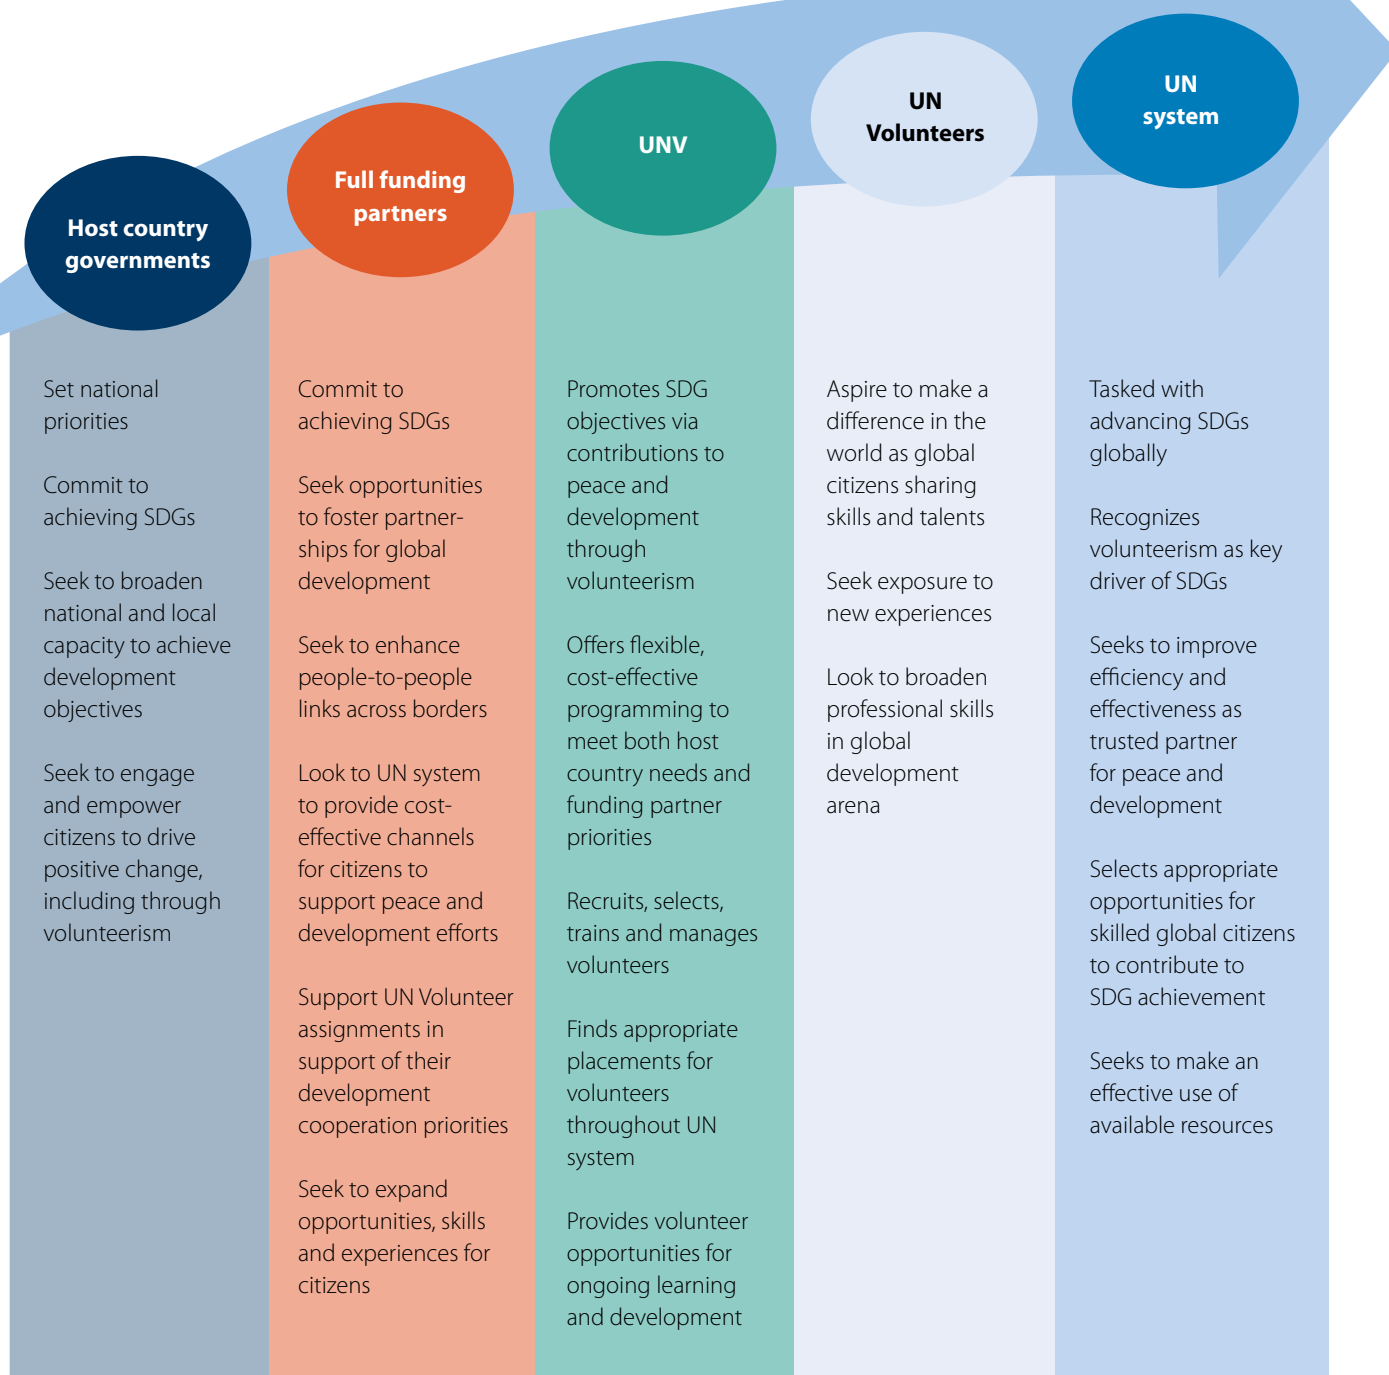 Host country
governments
Set national
priorities
Commit to
achieving SDGs
Seek to broaden
national and local
capacity to achieve
development
objectives
Seek to engage
and empower
citizens to drive
positive change,
including through
volunteerism
Full funding
partners
Commit to
achieving SDGs
Seek opportunities
to foster partner-
ships for global
development
Seek to enhance
people-to-people
links across borders
Look to UN system
to provide cost-
effective channels
for citizens to
support peace and
development efforts
Support UN Volunteer
assignments in
support of their
development
cooperation priorities
Seek to expand
opportunities, skills
and experiences for
citizens
UNV
Promotes SDG
objectives via
contributions to
peace and
development
through
volunteerism
Offers flexible,
cost-effective
programming to
meet both host
country needs and
funding partner
priorities
Recruits, selects,
trains and manages
volunteers
Finds appropriate
placements for
volunteers
throughout UN
system
Provides volunteer
opportunities for
ongoing learning
and development
UN
Volunteers
Aspire to make a
difference in the
world as global
citizens sharing
skills and talents
Seek exposure to
new experiences
Look to broaden
professional skills
in global
development
arena
UN
system
Tasked with
advancing SDGs
globally
Recognizes
volunteerism as key
driver of SDGs
Seeks to improve
efficiency and
effectiveness as
trusted partner
for peace and
development
Selects appropriate
opportunities for
skilled global citizens
to contribute to
SDG achievement
Seeks to make an
effective use of
available resources